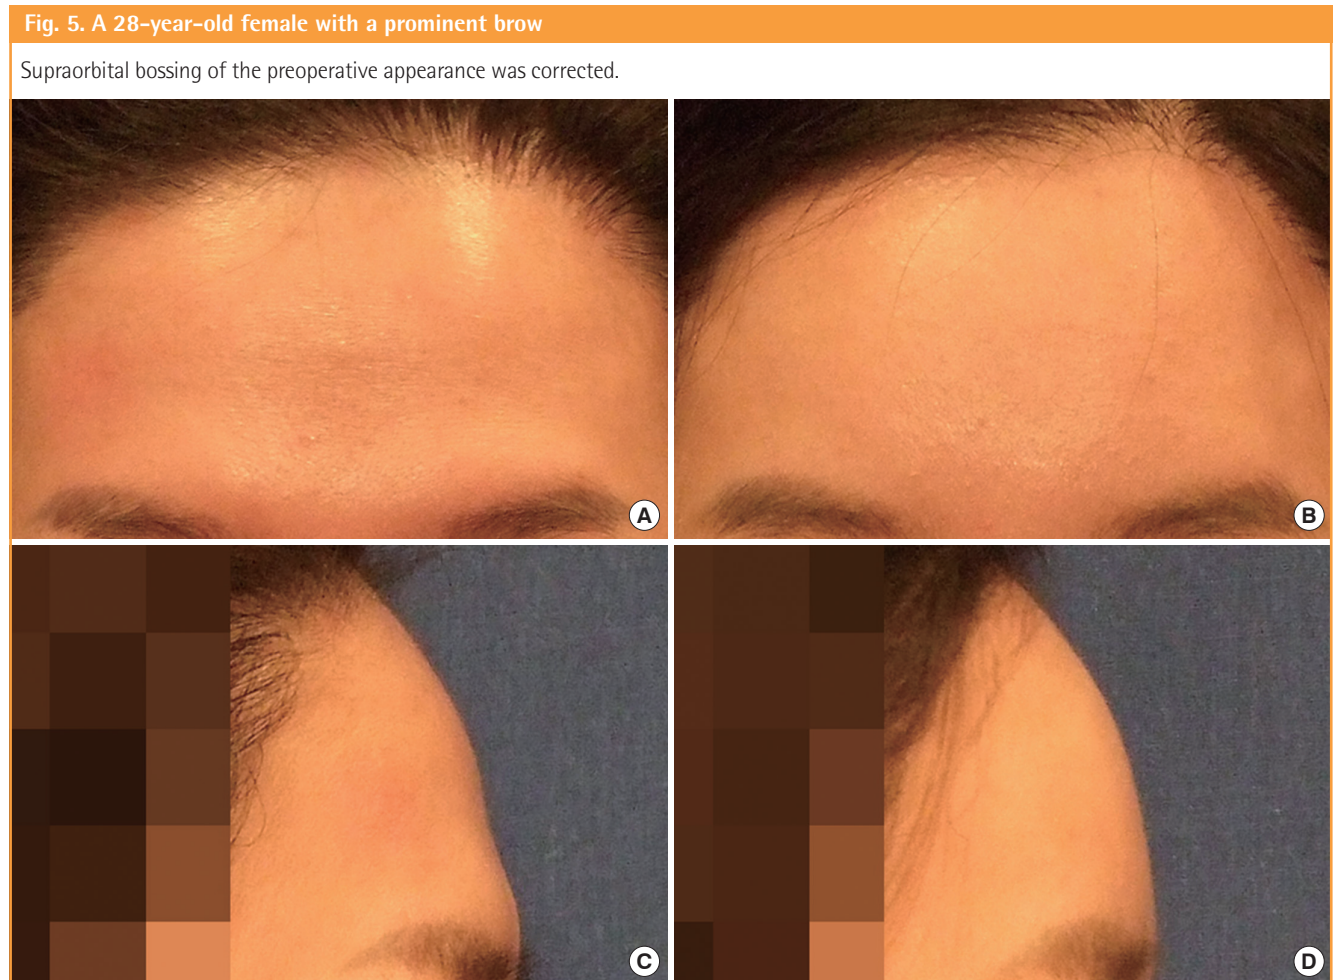 Fig. 5. A 28-year-old female with a prominent brow
Supraorbital bossing of the preoperative appearance was corrected.
A
B
C
D